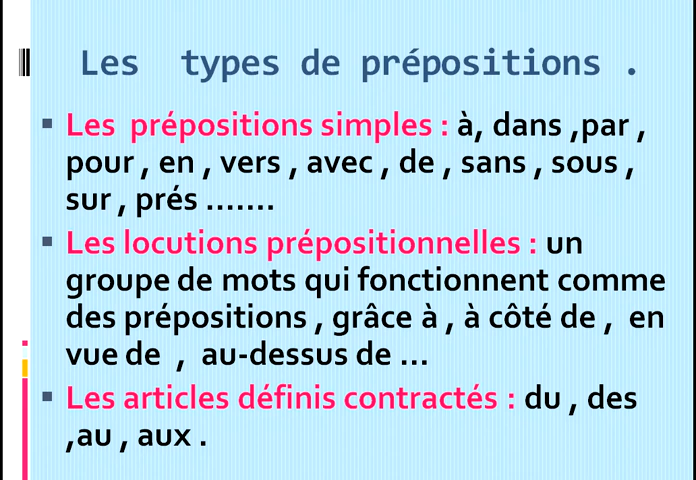 Les types de prépositions .
Les prépositions simples : à, dans ,par ,
pour , en , vers , avec , de , sans , sous ,
sur , prés .......
Les locutions prépositionnelles : un
groupe de mots qui fonctionnent comme
des prépositions , grâce à , à côté de , en
vue de , au-dessus de ...
Les articles définis contractés : du , des
,au , aux .